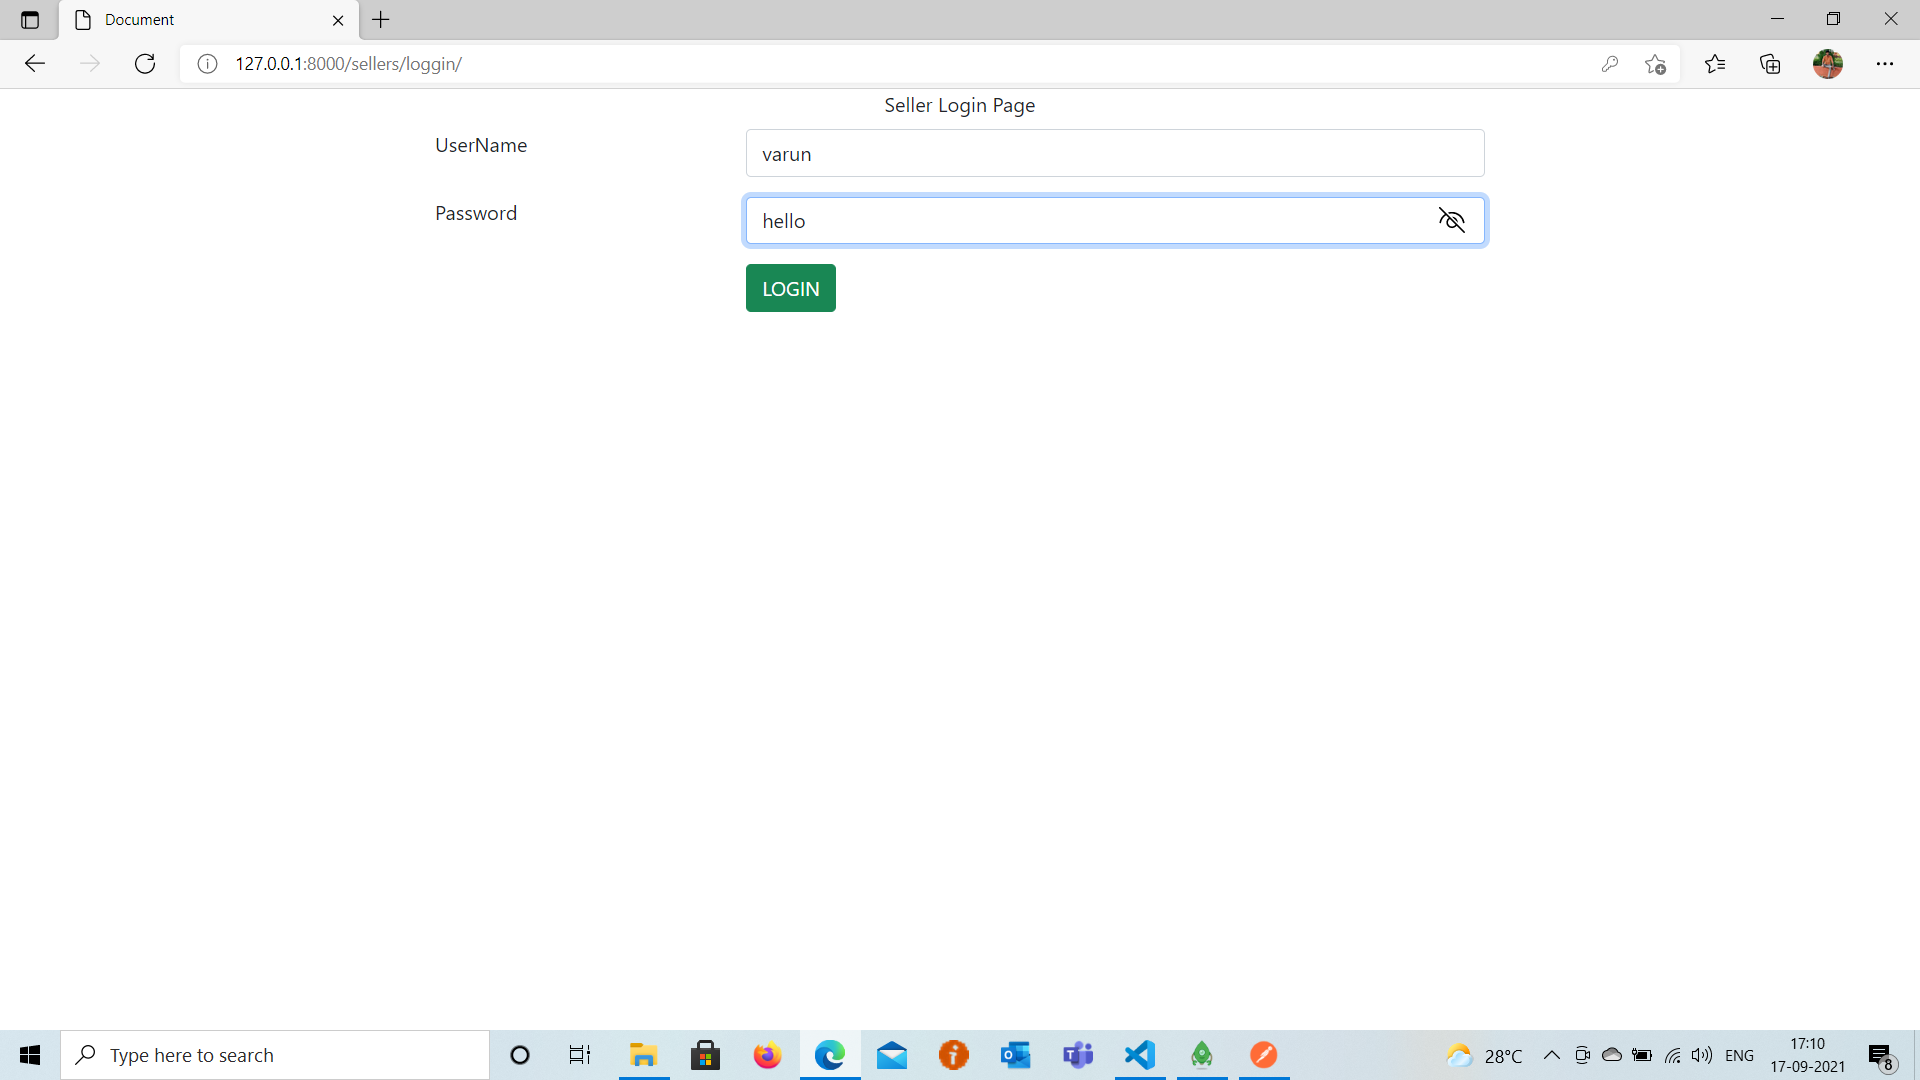 Document
127.0.0.1:8000/sellers/loggin/
Seller Login Page
UserName
varun
Password
hello
LOGIN
Type here to search
28°C
ENG
17:10
17-09-2021
8